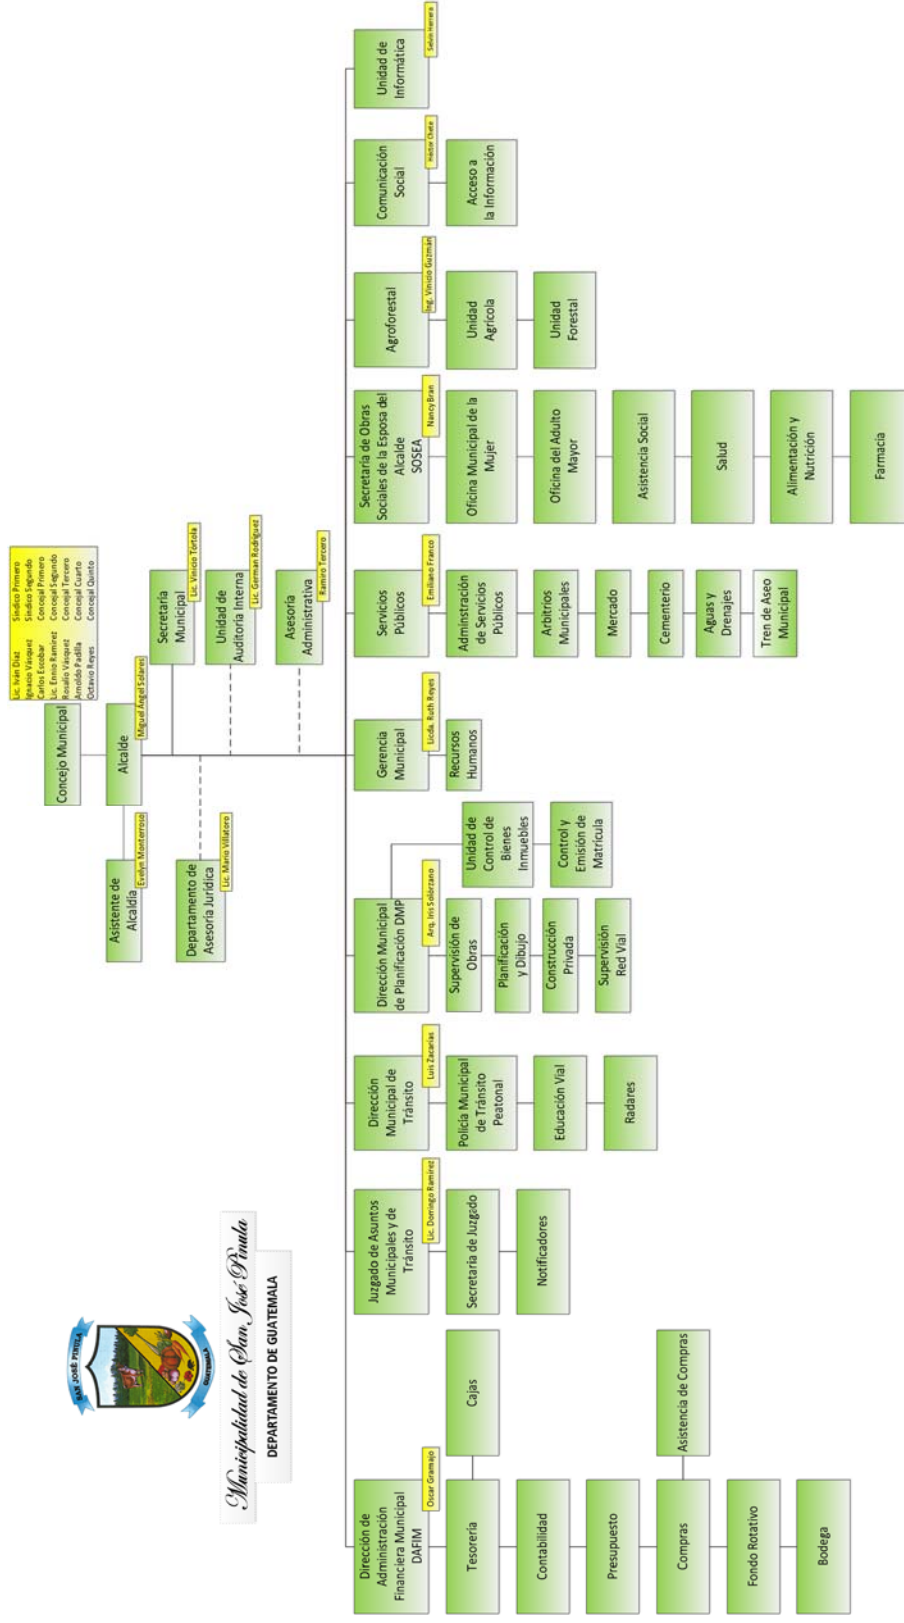 SAN JOSÉ PINULA
GUATEMALA
Municipalidad de San José Pinula
DEPARTAMENTO DE GUATEMALA
Concejo Municipal
Lic. Iván Díaz Síndico Primero
Ignacio Vásquez Síndico Segundo
Carlos Escobar Concejal Primero
Lic. Ennio Ramírez Concejal Segundo
Rosalío Vásquez Concejal Tercero
Arnoldo Padilla Concejal Cuarto
Octavio Reyes Concejal Quinto
Alcalde
Miguel Ángel Solares
Asistente de
Alcaldía
Evelyn Monterroso
Departamento de
Asesoría Jurídica
Lic. Mario Villatoro
Secretaría
Municipal
Lic. Vinicio Tórtola
Unidad de
Auditoría Interna
Lic. German Rodriguez
Asesoría
Administrativa
Ramiro Tercero
Dirección de
Administración
Financiera Municipal
DAFIM
Oscar Gramajo
Tesorería
Cajas
Contabilidad
Presupuesto
Compras
Asistencia de Compras
Fondo Rotativo
Bodega
Juzgado de Asuntos
Municipales y de
Tránsito
Lic. Domingo Ramírez
Secretaría de Juzgado
Notificadores
Dirección
Municipal de
Tránsito
Luis Zacarías
Policía Municipal
de Tránsito
Peatonal
Educación Vial
Radares
Dirección Municipal
de Planificación DMP
Arq. Iris Solórzano
Supervisión de
Obras
Planificación
y Dibujo
Construcción
Privada
Supervisión
Red Vial
Unidad de
Control de
Bienes
Inmuebles
Control y
Emisión de
Matrícula
Gerencia
Municipal
Licda. Ruth Reyes
Recursos
Humanos
Servicios
Públicos
Emiliano Franco
Adminstración
de Servicios
Públicos
Arbitrios
Municipales
Mercado
Cementerio
Aguas y
Drenajes
Tren de Aseo
Municipal
Secretaria de Obras
Sociales de la Esposa del
Alcalde
SOSEA
Nancy Bran
Oficina Municipal de la
Mujer
Oficina del Adulto
Mayor
Asistencia Social
Salud
Alimentación y
Nutrición
Farmacia
Agroforestal
Ing. Vinicio Guzmán
Unidad
Agrícola
Unidad
Forestal
Comunicación
Social
Héctor Chete
Acceso a
la Información
Unidad de
Informática
Selvin Herrera